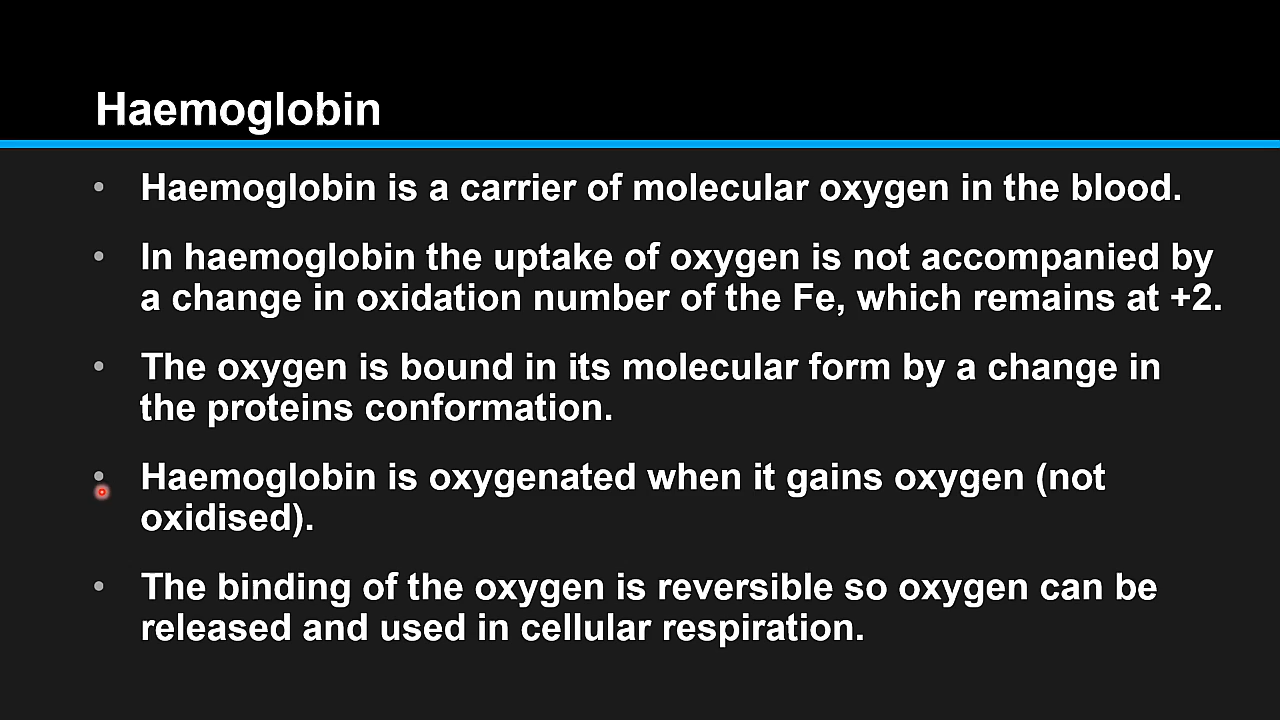 Haemoglobin
• Haemoglobin is a carrier of molecular oxygen in the blood.
• In haemoglobin the uptake of oxygen is not accompanied by
a change in oxidation number of the Fe, which remains at +2.
• The oxygen is bound in its molecular form by a change in
the proteins conformation.
• Haemoglobin is oxygenated when it gains oxygen (not
oxidised).
• The binding of the oxygen is reversible so oxygen can be
released and used in cellular respiration.